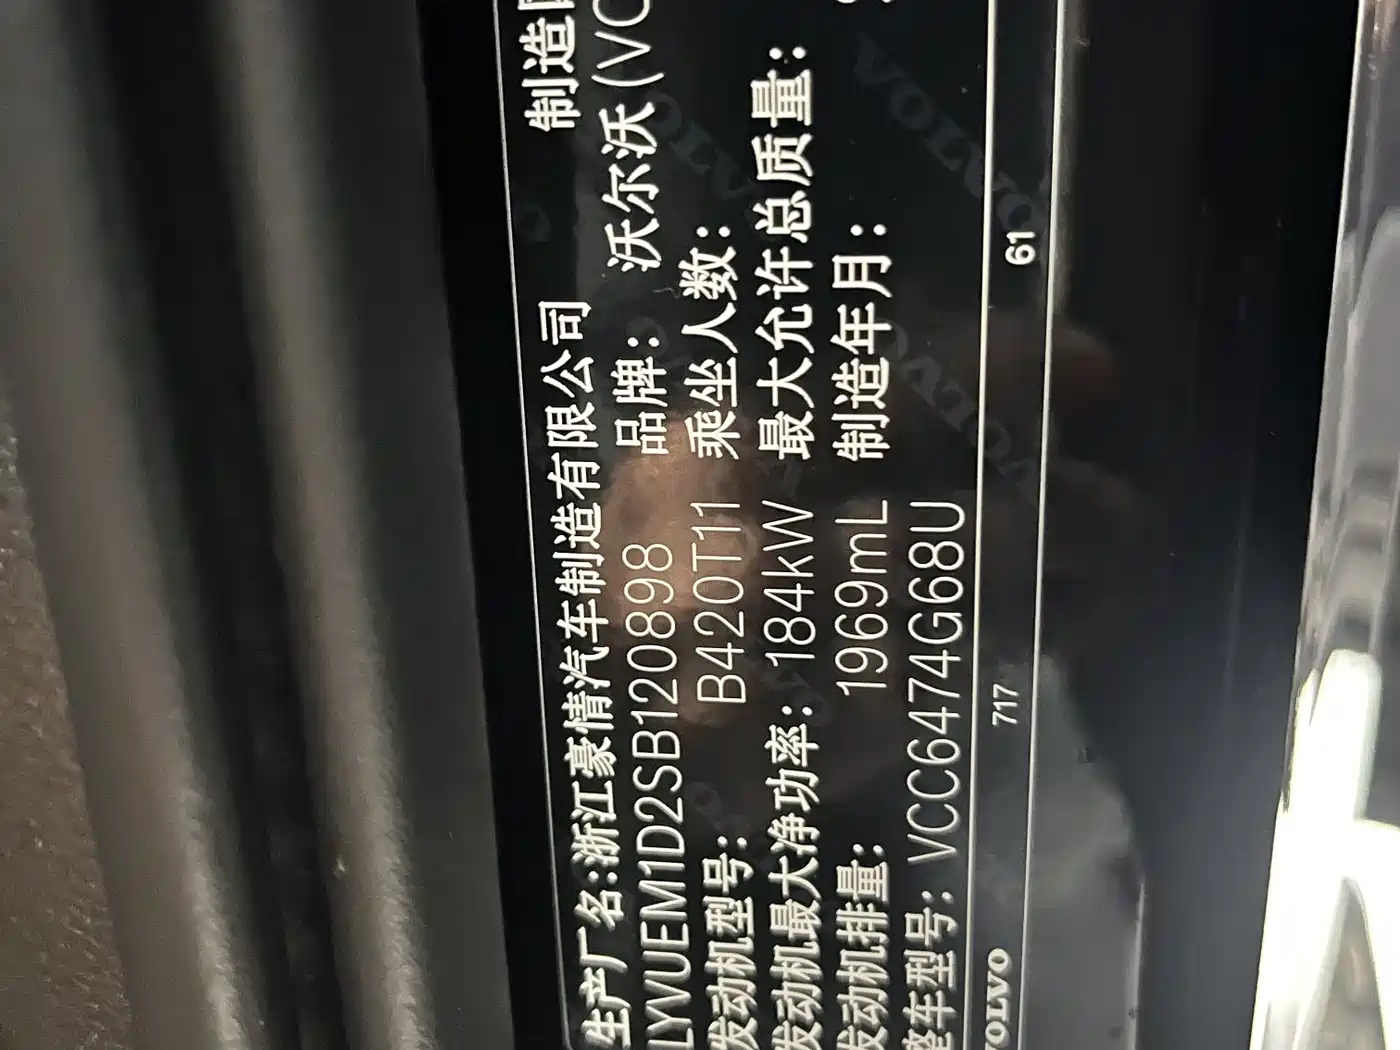 生产厂名:浙江豪情汽车制造有限公司 制造
LYVUEM1D2SB120898 品牌: 沃尔沃 (VO
发动机型号: B420T11 乘坐人数:
发动机最大净功率: 184kW 最大允许总质量:
发动机排量: 1969mL 制造年月:
整车型号: VCC6474G68U
VOLVO 717 61